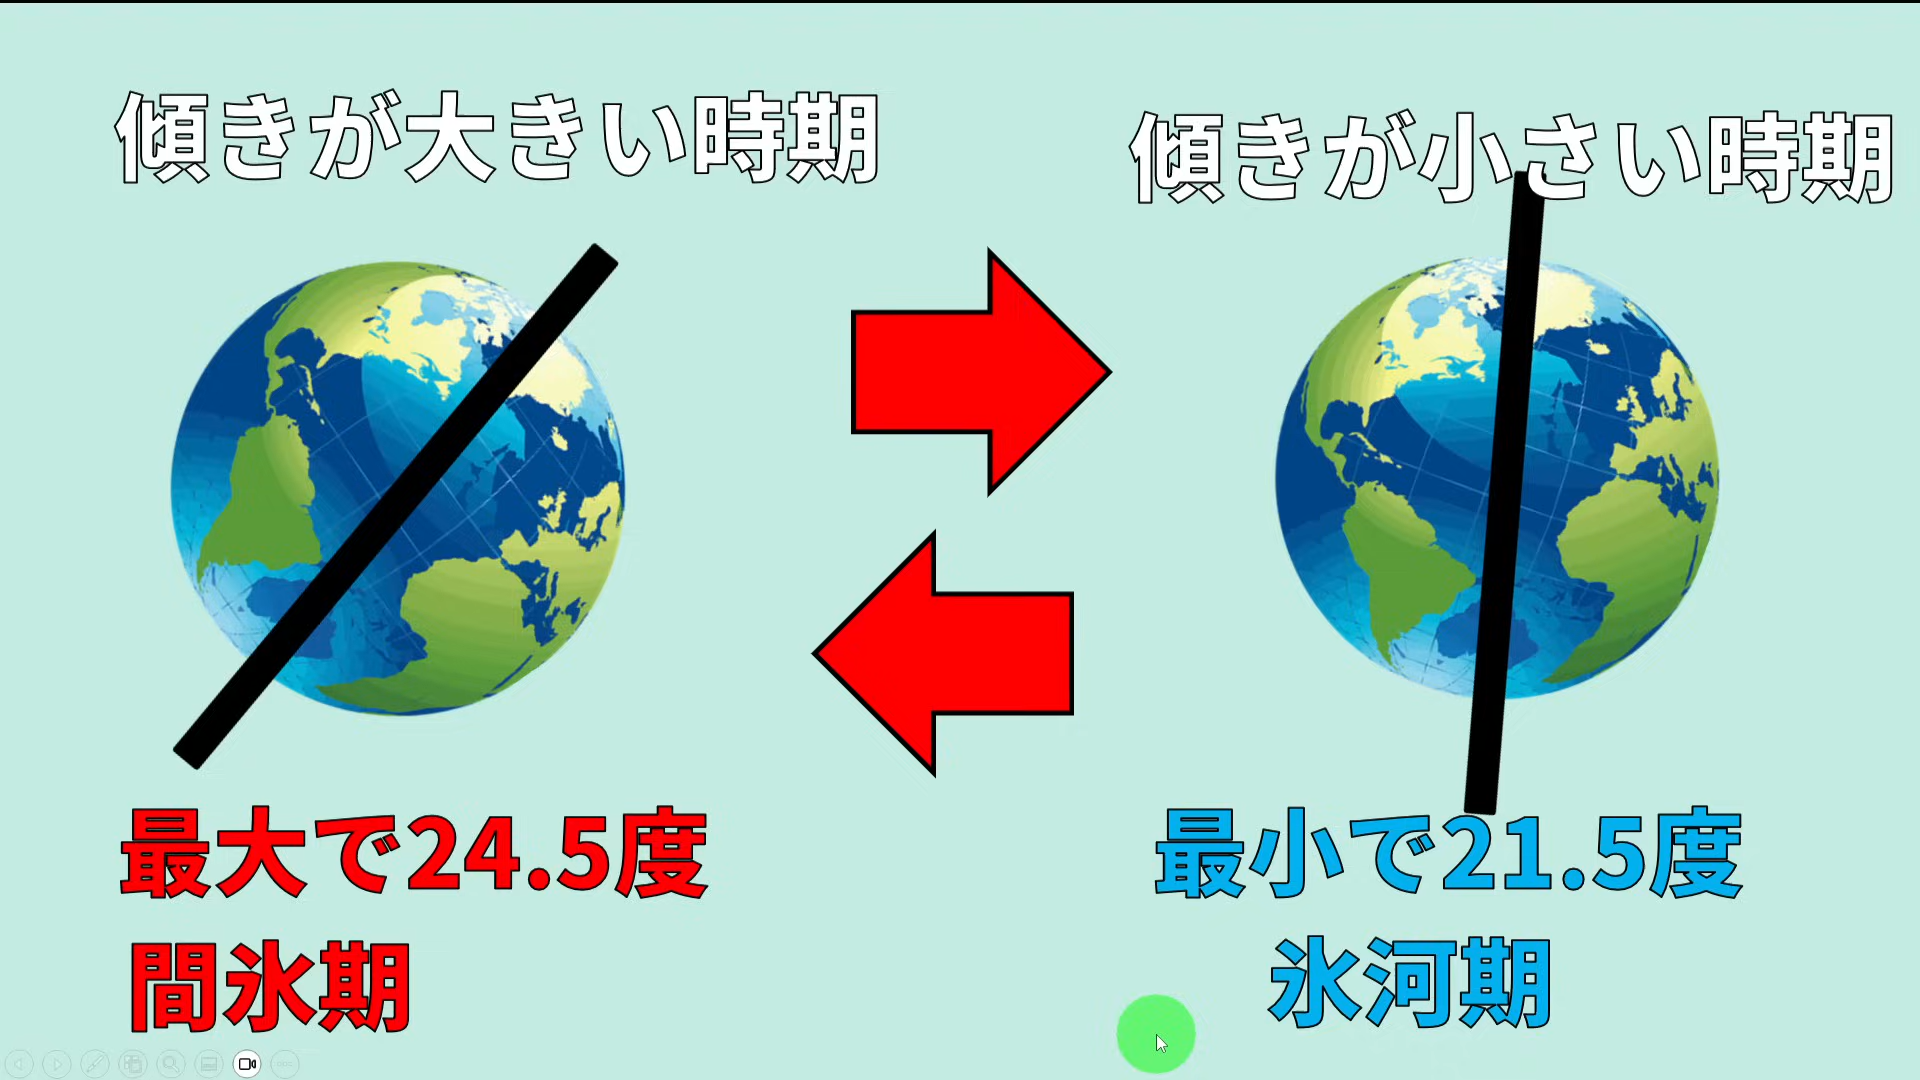 傾きが大きい時期
傾きが小さい時期
最大で24.5度
間氷期
最小で21.5度
氷河期